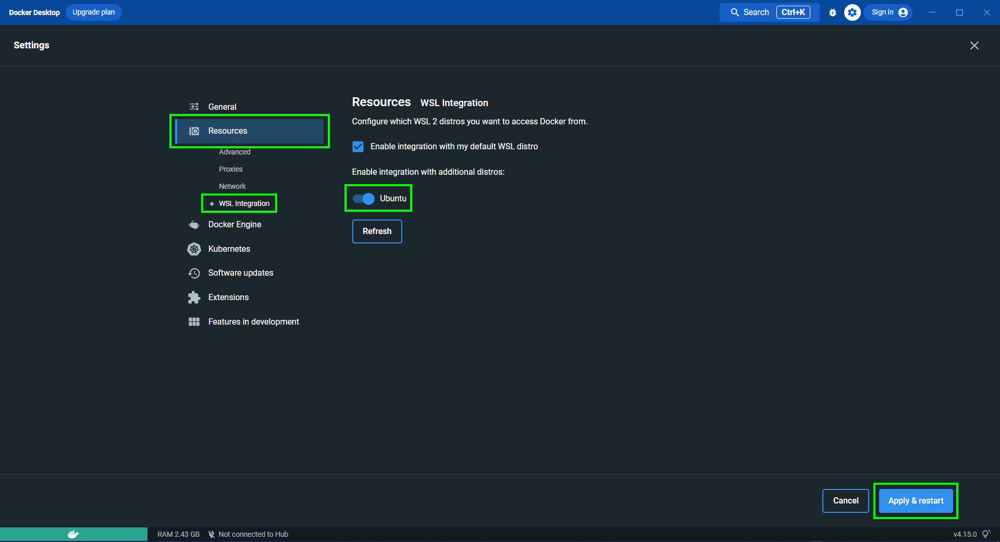 Docker Desktop Upgrade plan Search Ctrl+K Sign in
Settings
General
Resources
Advanced
Proxies
Network
WSL Integration
Docker Engine
Kubernetes
Software updates
Extensions
Features in development
Resources WSL Integration
Configure which WSL 2 distros you want to access Docker from.
Enable integration with my default WSL distro
Enable integration with additional distros:
Ubuntu
Refresh
Cancel Apply & restart
RAM 2.43 GB Not connected to Hub v4.15.0